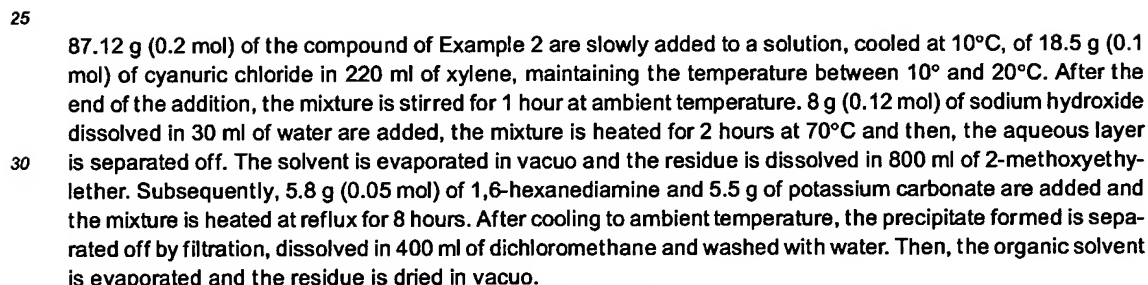 25
87.12 g (0.2 mol) of the compound of Example 2 are slowly added to a solution, cooled at 10°C, of 18.5 g (0.1
mol) of cyanuric chloride in 220 ml of xylene, maintaining the temperature between 10° and 20°C. After the
end of the addition, the mixture is stirred for 1 hour at ambient temperature. 8 g (0.12 mol) of sodium hydroxide
dissolved in 30 ml of water are added, the mixture is heated for 2 hours at 70°C and then, the aqueous layer
30 is separated off. The solvent is evaporated in vacuo and the residue is dissolved in 800 ml of 2-methoxyethy-
lether. Subsequently, 5.8 g (0.05 mol) of 1,6-hexanediamine and 5.5 g of potassium carbonate are added and
the mixture is heated at reflux for 8 hours. After cooling to ambient temperature, the precipitate formed is sepa-
rated off by filtration, dissolved in 400 ml of dichloromethane and washed with water. Then, the organic solvent
is evaporated and the residue is dried in vacuo.